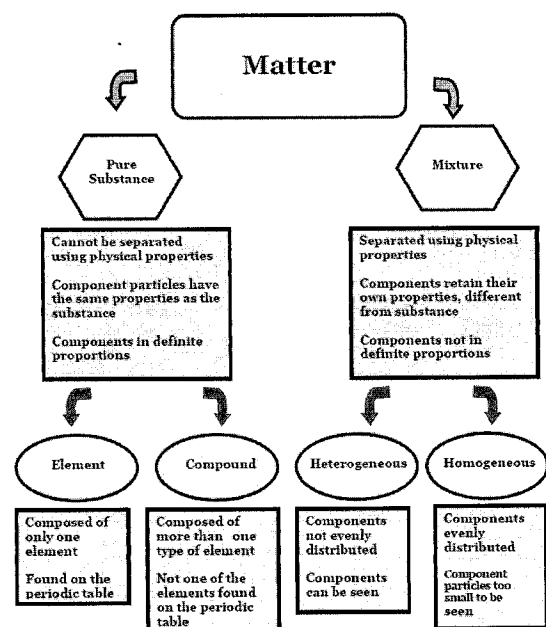 Matter
Pure
Substance
Mixture
Cannot be separated
using physical properties
Component particles have
the same properties as the
substance
Components in definite
proportions
Separated using physical
properties
Components retain their
own properties, different
from substance
Components not in
definite proportions
Element
Compound
Heterogeneous
Homogeneous
Composed of
only one
element
Found on the
periodic table
Composed of
more than one
type of element
Not one of the
elements found
on the periodic
table
Components
not evenly
distributed
Components
can be seen
Components
evenly
distributed
Component
particles too
small to be
seen